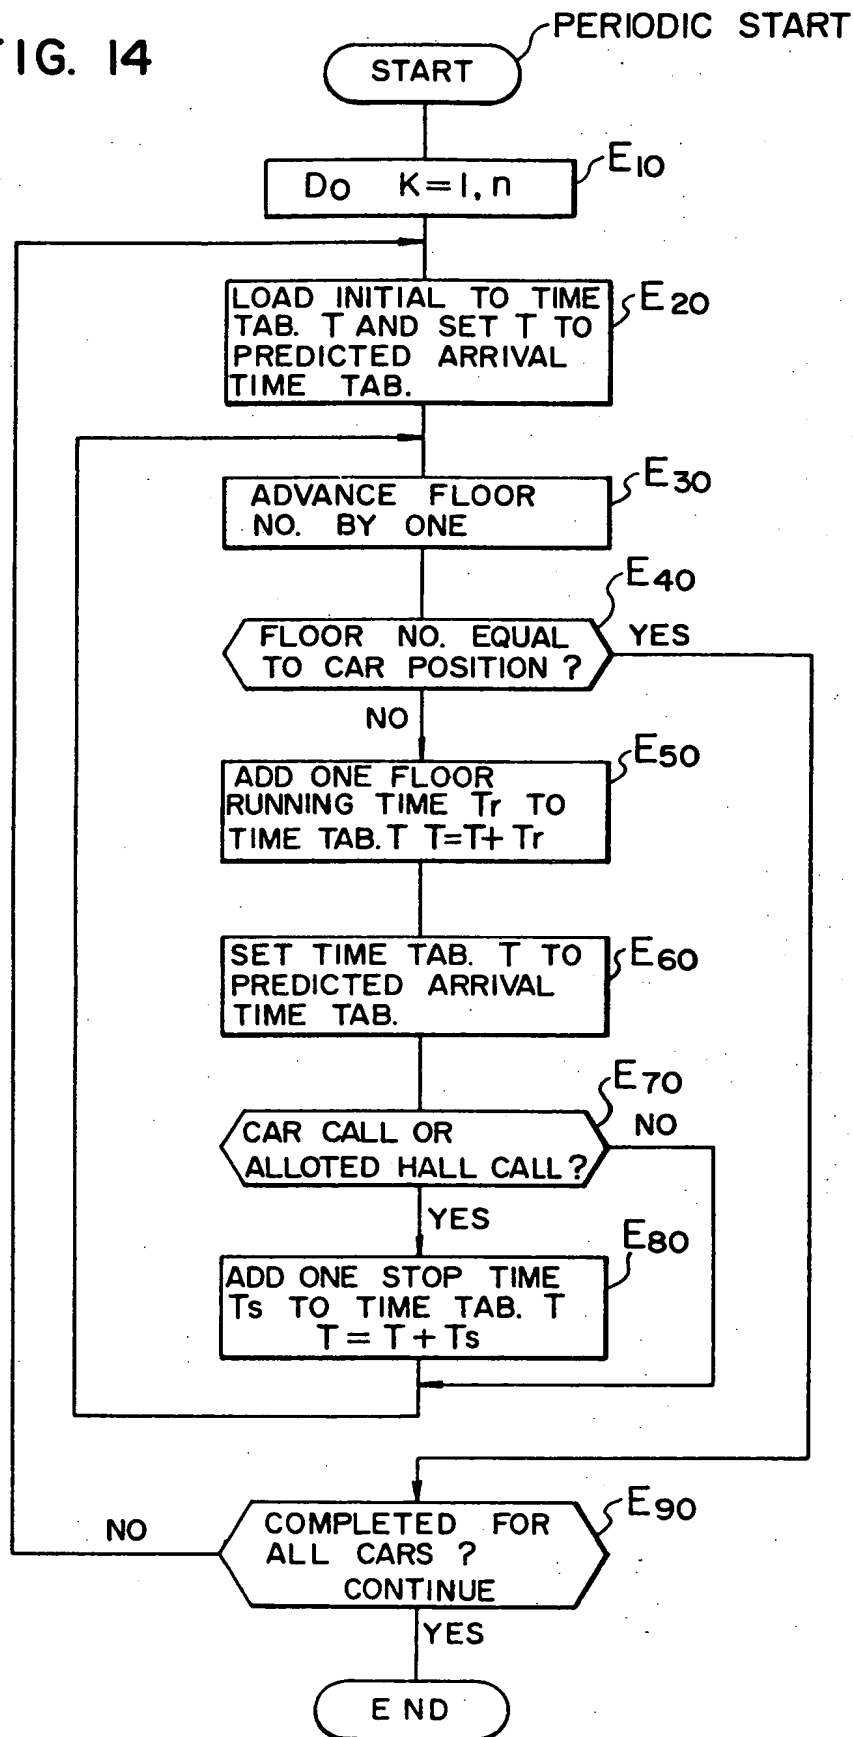 FIG. 14
PERIODIC START
START
E10
Do K=1,n
E20
LOAD INITIAL TO TIME
TAB. T AND SET T TO
PREDICTED ARRIVAL
TIME TAB.
E30
ADVANCE FLOOR
NO. BY ONE
E40
FLOOR NO. EQUAL
TO CAR POSITION ?
YES
NO
E50
ADD ONE FLOOR
RUNNING TIME Tr TO
TIME TAB. T T=T+Tr
E60
SET TIME TAB. T TO
PREDICTED ARRIVAL
TIME TAB.
E70
CAR CALL OR
ALLOTED HALL CALL?
NO
YES
E80
ADD ONE STOP TIME
Ts TO TIME TAB. T
T = T + Ts
E90
NO
COMPLETED FOR
ALL CARS ?
CONTINUE
YES
END